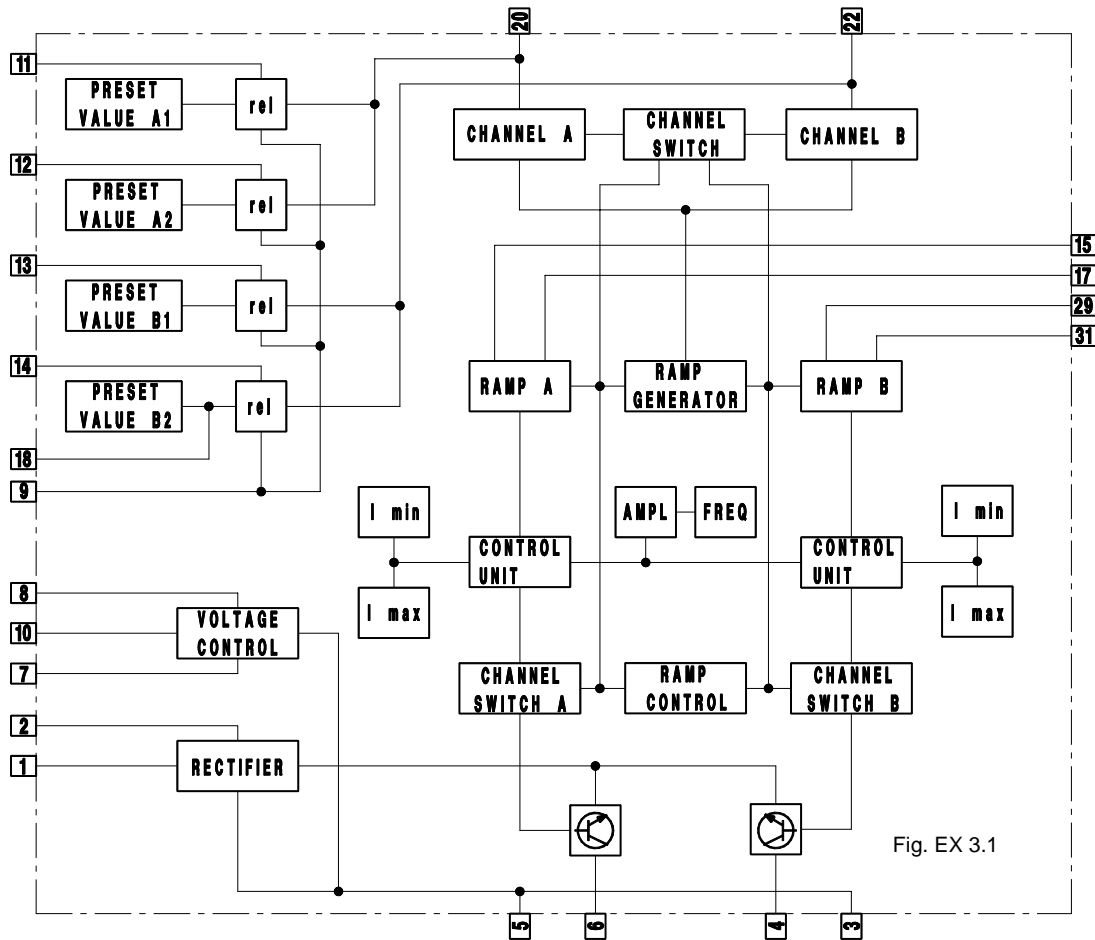 20
22
11
PRESET
VALUE A1
rel
CHANNEL A
CHANNEL
SWITCH
CHANNEL B
12
PRESET
VALUE A2
rel
15
13
17
PRESET
VALUE B1
rel
29
31
14
PRESET
VALUE B2
rel
RAMP A
RAMP
GENERATOR
RAMP B
18
9
I min
AMPL
FREQ
I min
CONTROL
UNIT
CONTROL
UNIT
I max
I max
8
10
VOLTAGE
CONTROL
7
CHANNEL
SWITCH A
RAMP
CONTROL
CHANNEL
SWITCH B
2
1
RECTIFIER
Fig. EX 3.1
5
6
4
3